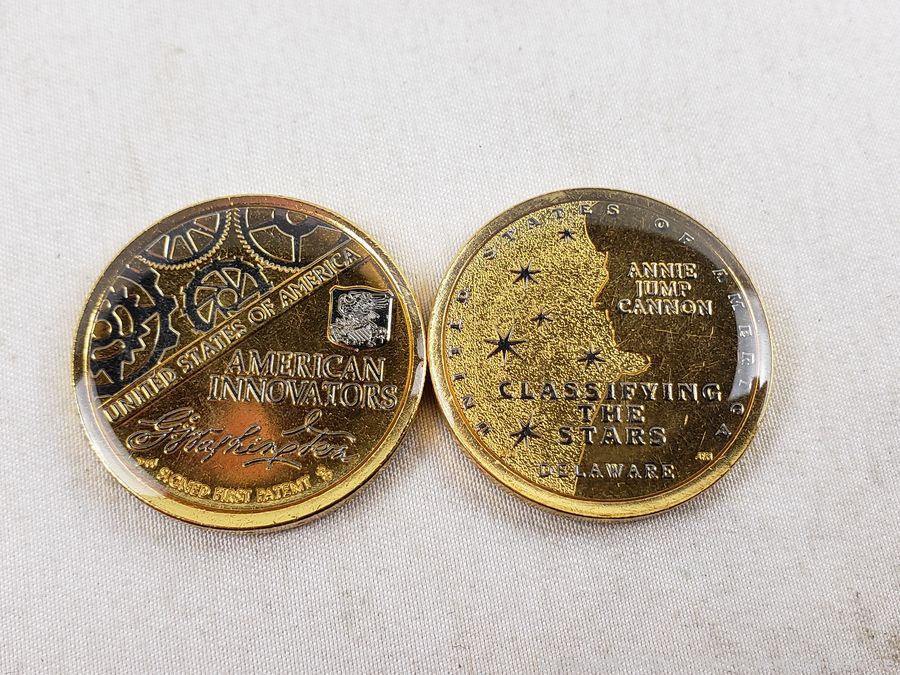 UNITED STATES OF AMERICA
AMERICAN
INNOVATORS
G. Washington
SIGNED FIRST PATENT
UNITED STATES OF AMERICA
ANNIE
JUMP
CANNON
CLASSIFYING
THE
STARS
DELAWARE